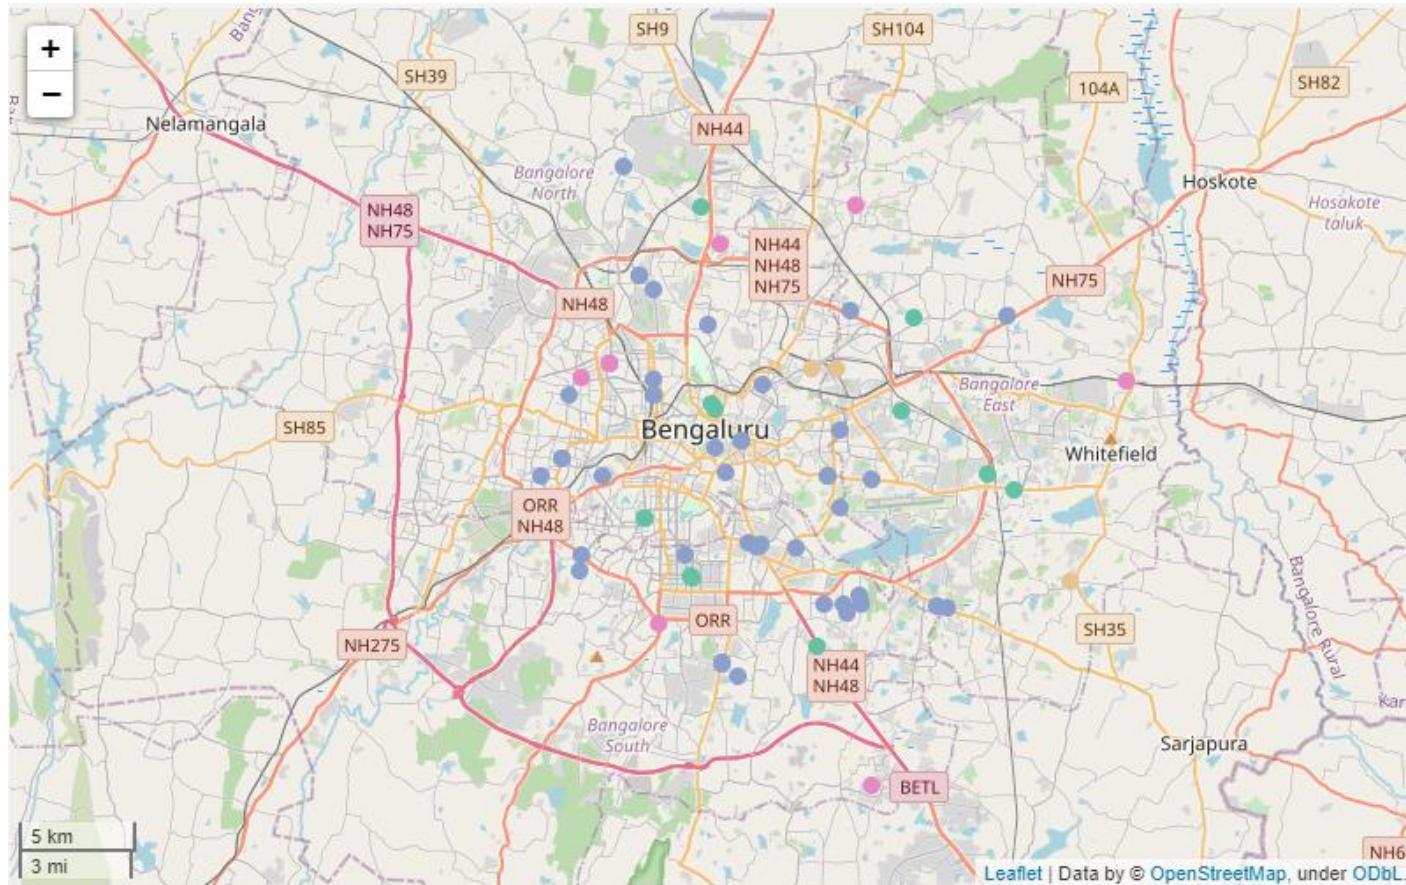 +
−
SH9
SH104
SH39
104A
SH82
Nelamangala
NH44
Bangalore
North
Hoskote
NH48
NH75
Hosakote
taluk
NH44
NH48
NH75
NH75
NH48
Bangalore
East
SH85
Bengaluru
Whitefield
ORR
NH48
Bangalore Rural
ORR
SH35
NH275
NH44
NH48
Bangalore
South
Sarjapura
BETL
5 km
3 mi
NH6
Leaflet | Data by © OpenStreetMap, under ODbL.